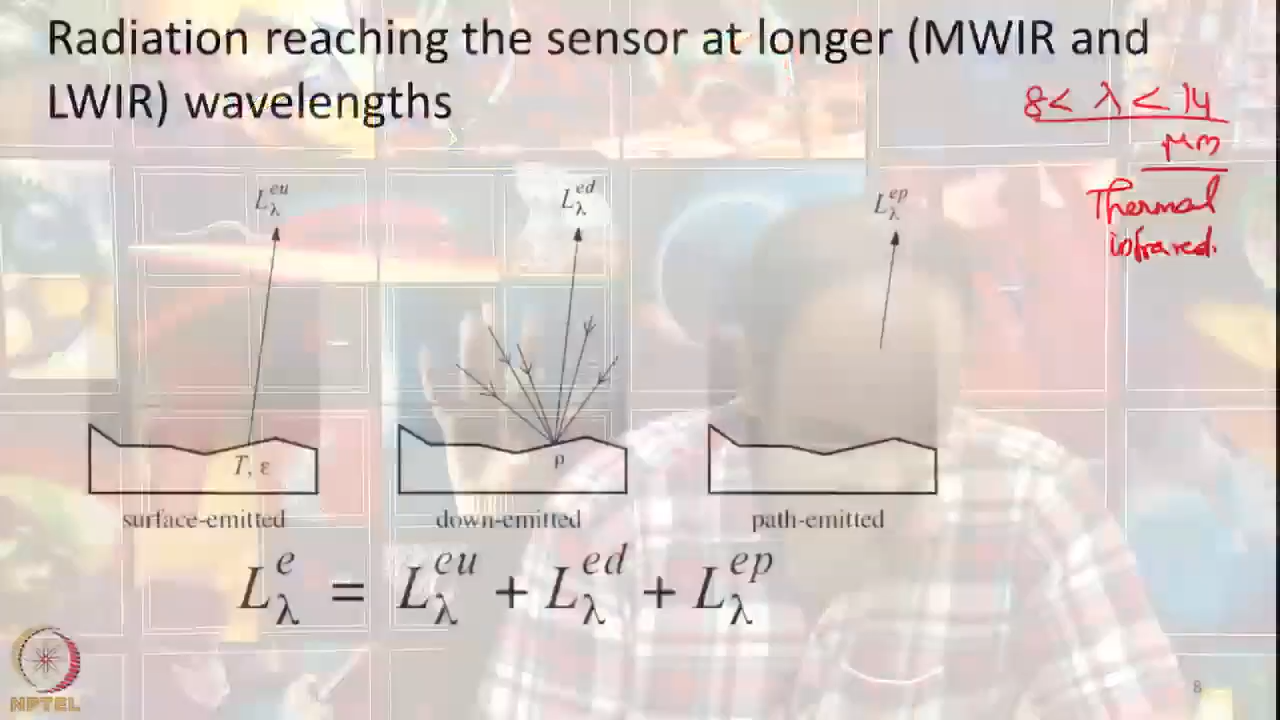 Radiation reaching the sensor at longer (MWIR and
LWIR) wavelengths
8 < λ < 14
μm
Thermal
infrared.
L_λ^{eu}
L_λ^{ed}
L_λ^{ep}
T, ε
ρ
surface-emitted
down-emitted
path-emitted
L_λ^e = L_λ^{eu} + L_λ^{ed} + L_λ^{ep}
NPTEL
8